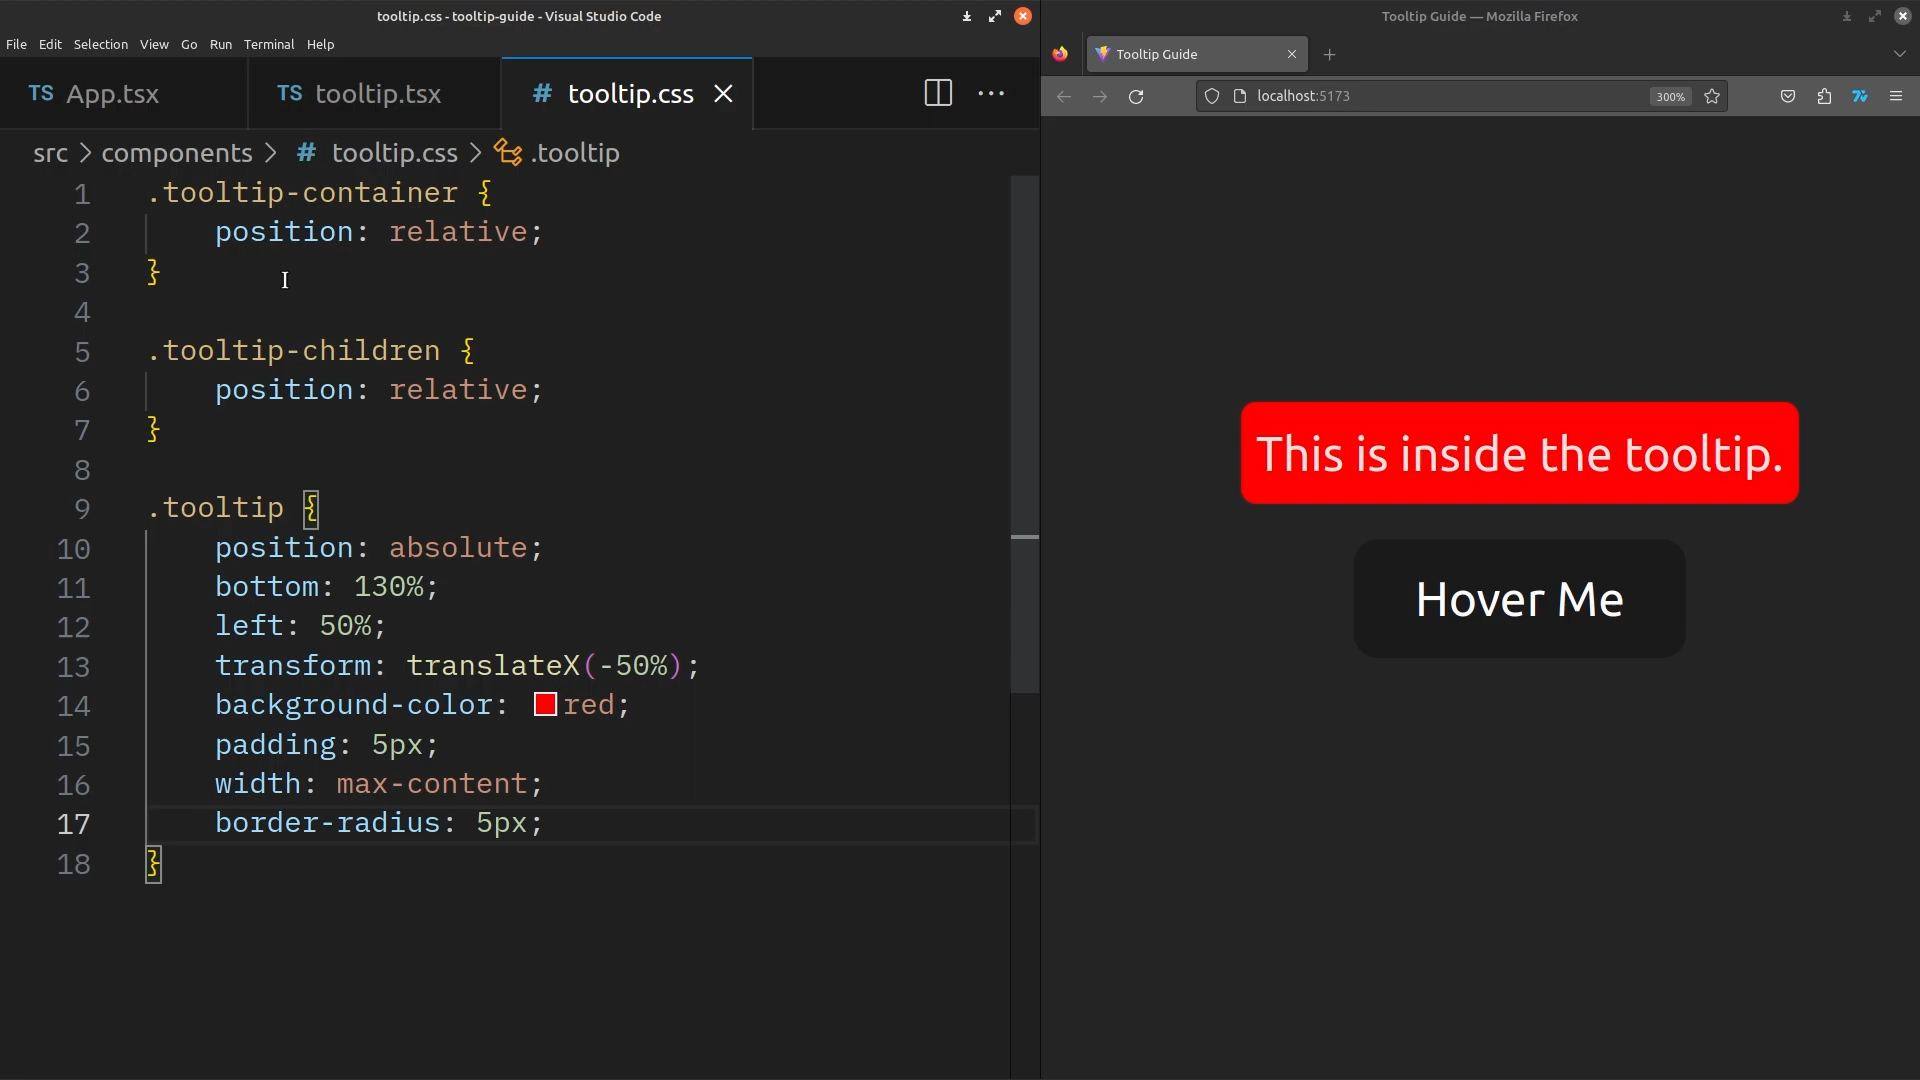 tooltip.css - tooltip-guide - Visual Studio Code
File Edit Selection View Go Run Terminal Help
TS App.tsx
TS tooltip.tsx
# tooltip.css
src > components > # tooltip.css > .tooltip
1 .tooltip-container {
2 position: relative;
3 }
4
5 .tooltip-children {
6 position: relative;
7 }
8
9 .tooltip {
10 position: absolute;
11 bottom: 130%;
12 left: 50%;
13 transform: translateX(-50%);
14 background-color: red;
15 padding: 5px;
16 width: max-content;
17 border-radius: 5px;
18 }
Tooltip Guide — Mozilla Firefox
Tooltip Guide
localhost:5173
300%
This is inside the tooltip.
Hover Me